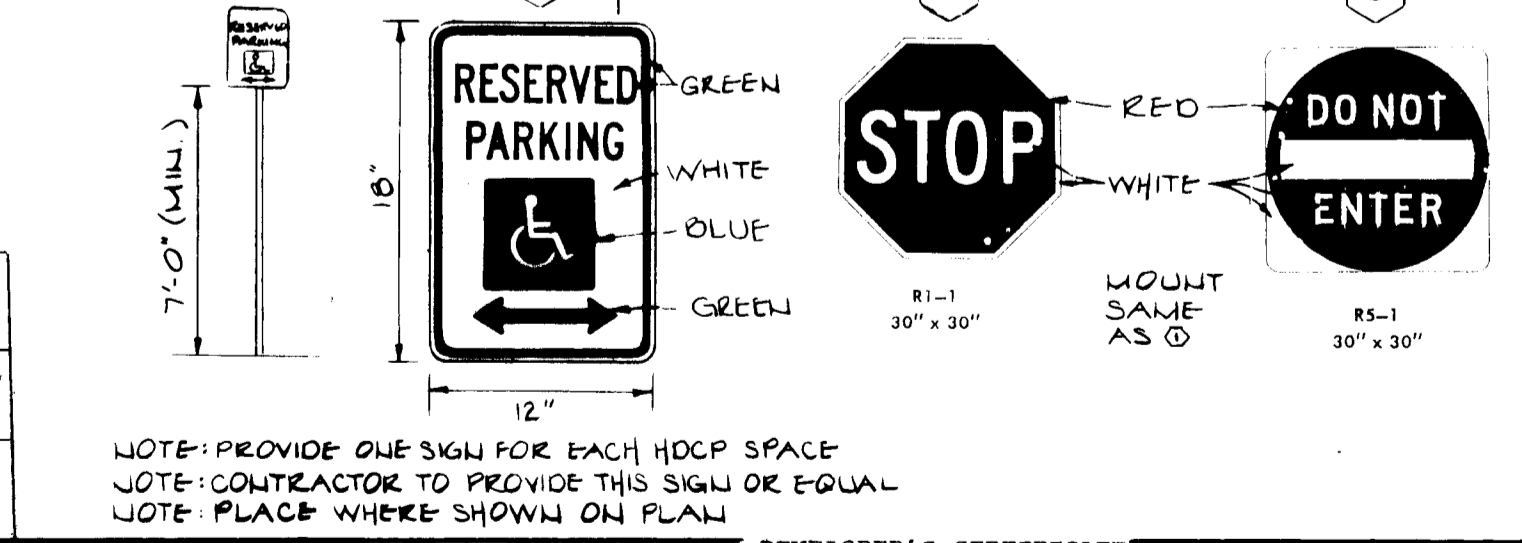 RESERVED
PARKING
7'-0" (MIN.)
18"
RESERVED
PARKING
GREEN
WHITE
BLUE
GREEN
12"
STOP
R1-1
30" x 30"
RED
WHITE
MOUNT
SAME
AS 1
DO NOT
ENTER
R5-1
30" x 30"
NOTE: PROVIDE ONE SIGN FOR EACH HDCP SPACE
NOTE: CONTRACTOR TO PROVIDE THIS SIGN OR EQUAL
NOTE: PLACE WHERE SHOWN ON PLAN